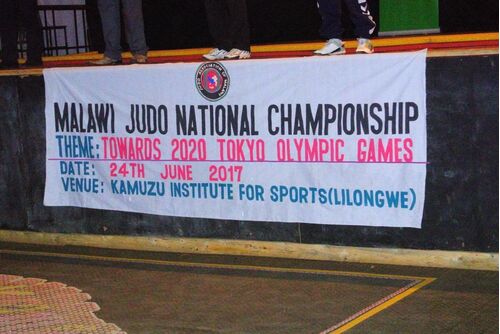 MALAWI JUDO NATIONAL CHAMPIONSHIP
THEME: TOWARDS 2020 TOKYO OLYMPIC GAMES
DATE: 24TH JUNE 2017
VENUE: KAMUZU INSTITUTE FOR SPORTS(LILONGWE)